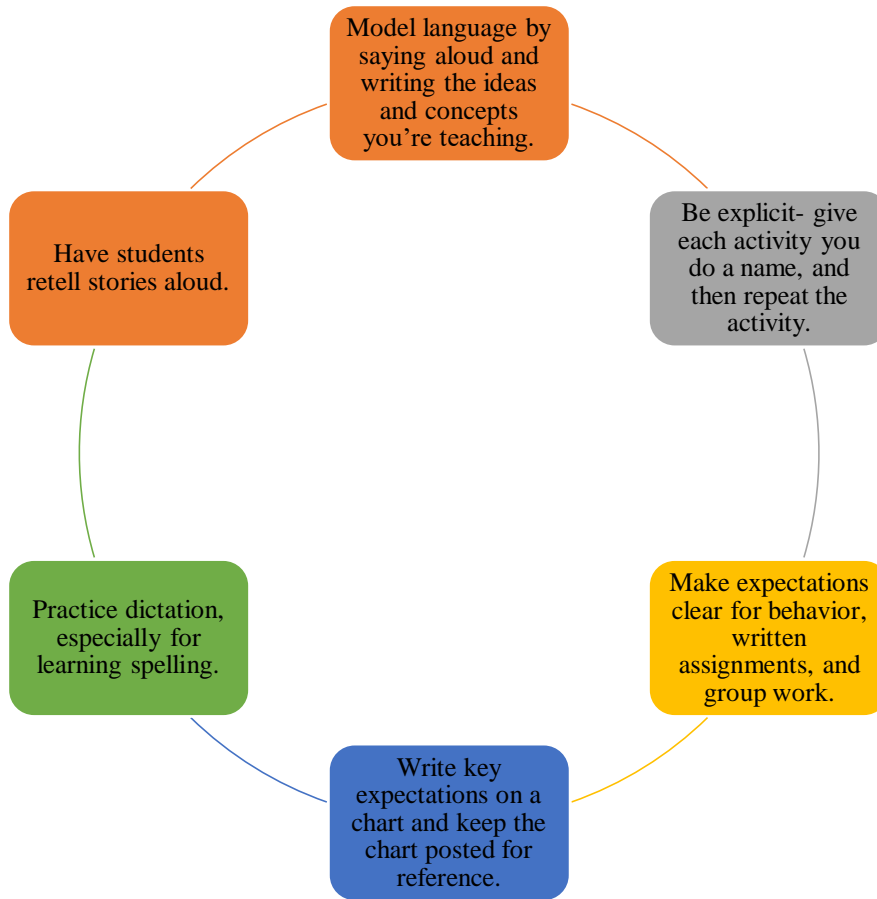 Model language by
saying aloud and
writing the ideas
and concepts
you’re teaching.
Be explicit- give
each activity you
do a name, and
then repeat the
activity.
Make expectations
clear for behavior,
written
assignments, and
group work.
Write key
expectations on a
chart and keep the
chart posted for
reference.
Practice dictation,
especially for
learning spelling.
Have students
retell stories aloud.